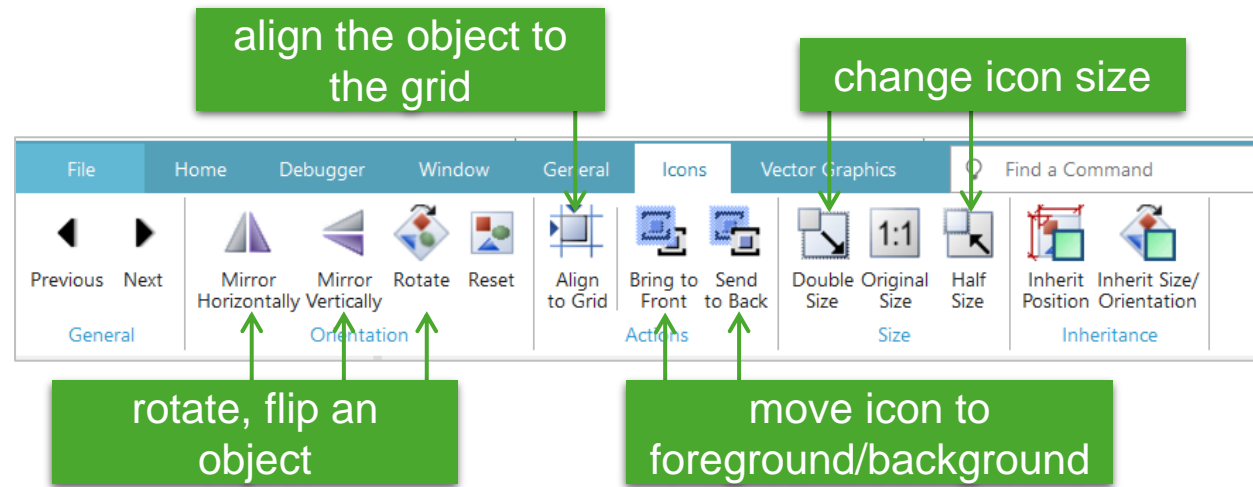 align the object to
the grid
change icon size
File Home Debugger Window General Icons Vector Graphics Find a Command
Previous Next Mirror Horizontally Mirror Vertically Rotate Reset Align to Grid Bring to Front Send to Back Double Size Original Size Half Size Inherit Position Inherit Size/ Orientation
1:1
General Orientation Actions Size Inheritance
rotate, flip an
object
move icon to
foreground/background